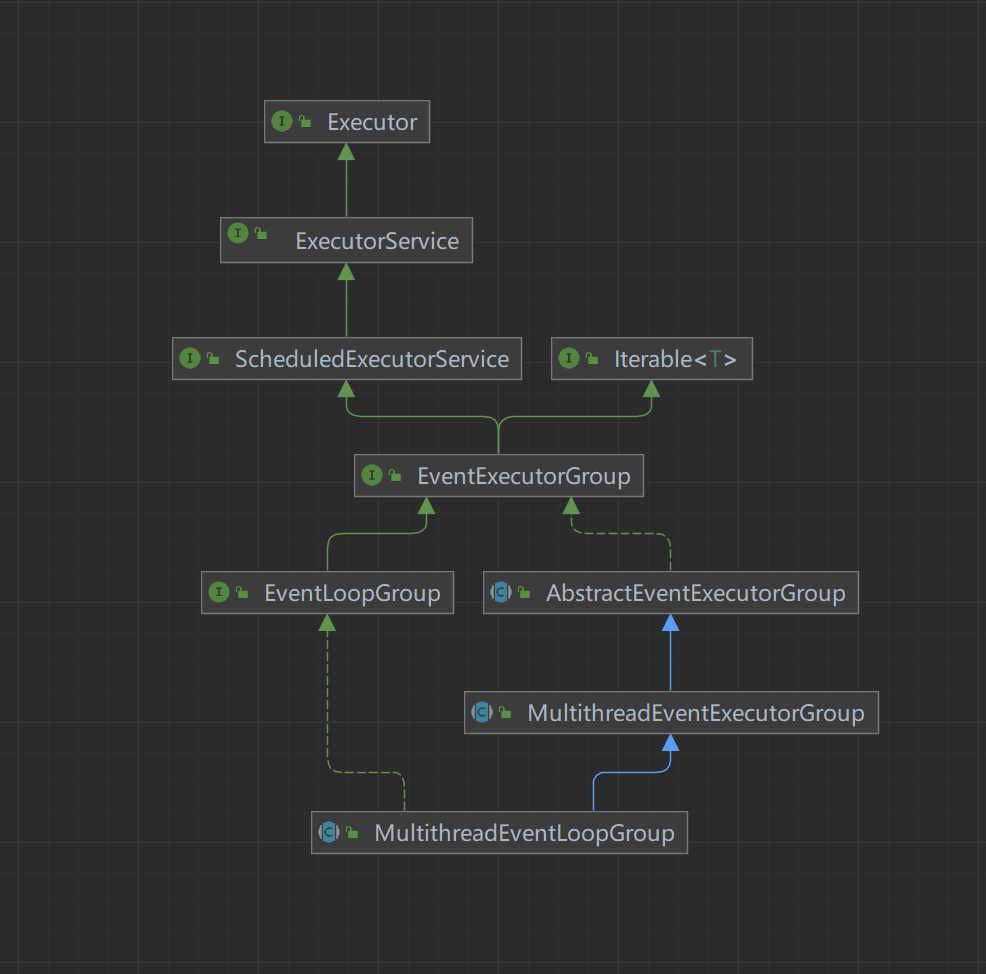 Executor
ExecutorService
ScheduledExecutorService
Iterable<T>
EventExecutorGroup
EventLoopGroup
AbstractEventExecutorGroup
MultithreadEventExecutorGroup
MultithreadEventLoopGroup